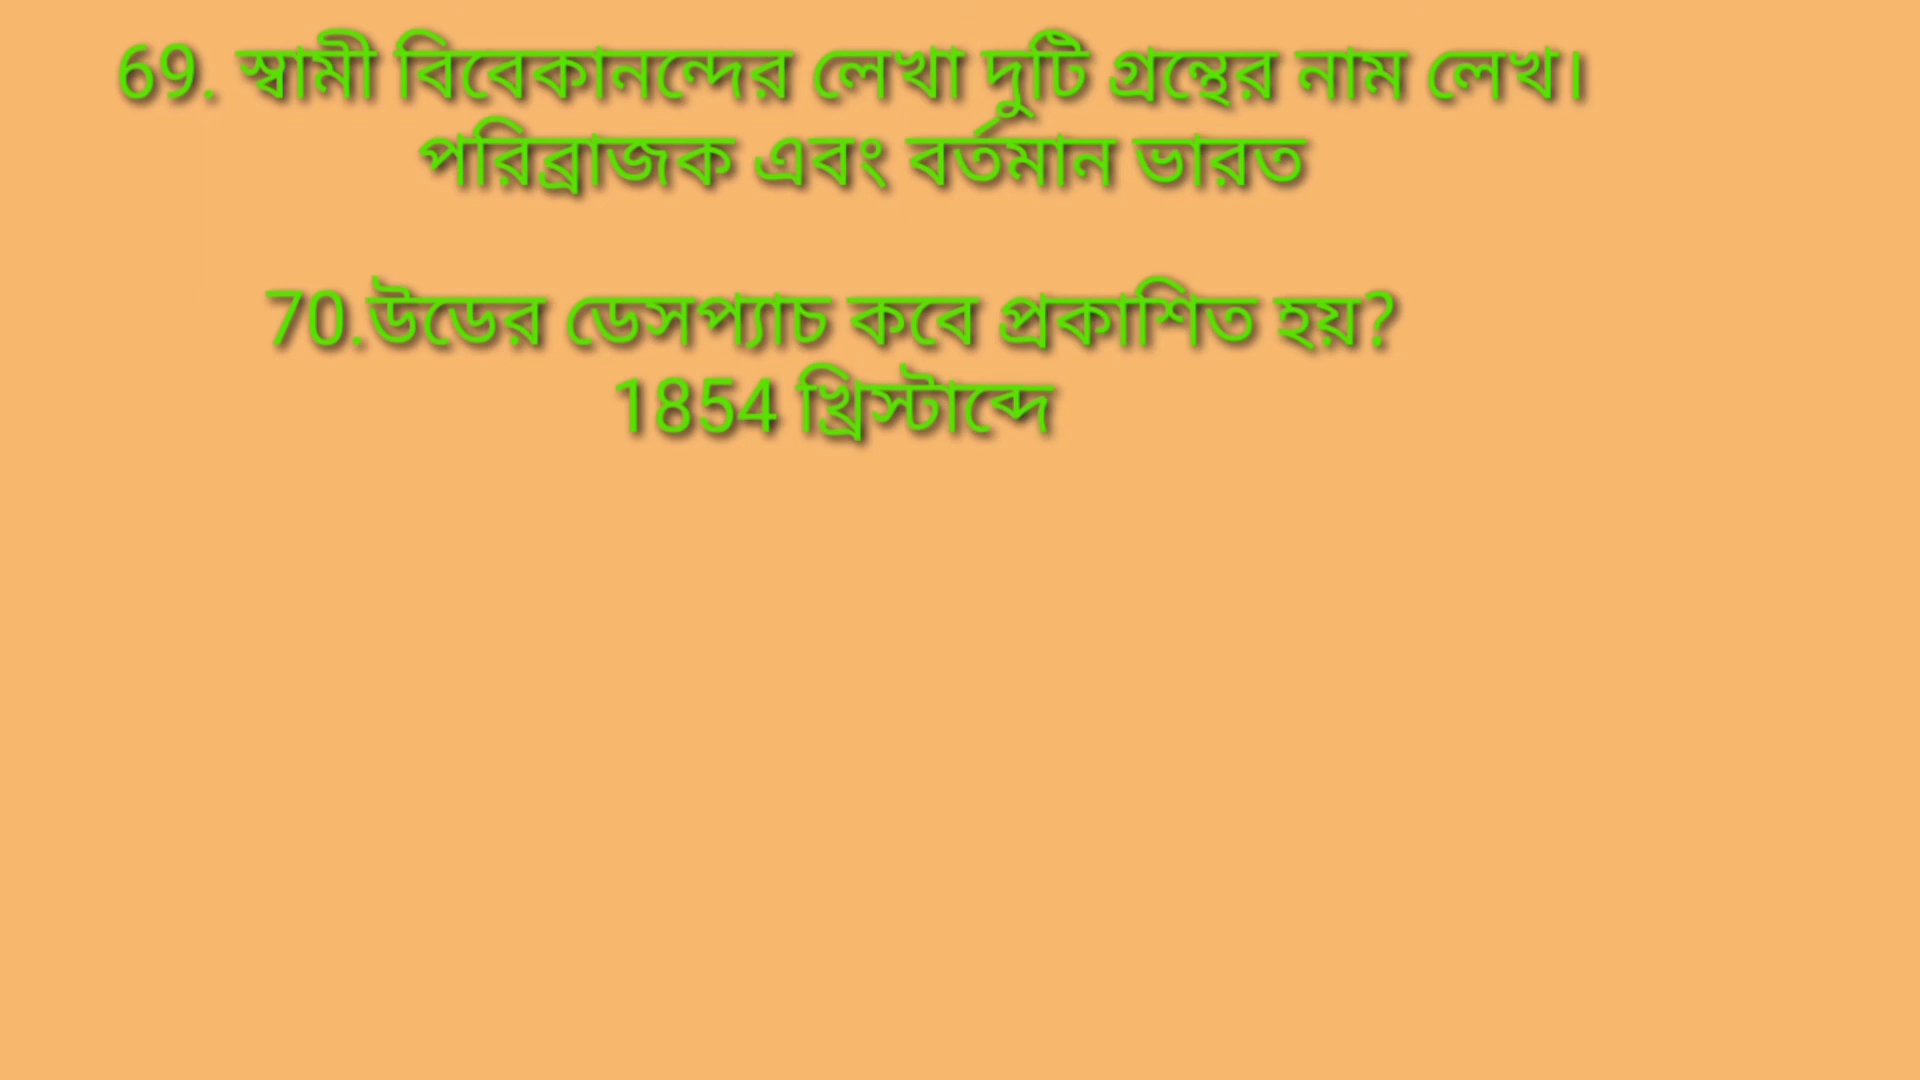 69. স্বামী বিবেকানন্দের লেখা দুটি গ্রন্থের নাম লেখ।
পরিব্রাজক এবং বর্তমান ভারত
70.উডের ডেসপ্যাচ কবে প্রকাশিত হয়?
1854 খ্রিস্টাব্দে